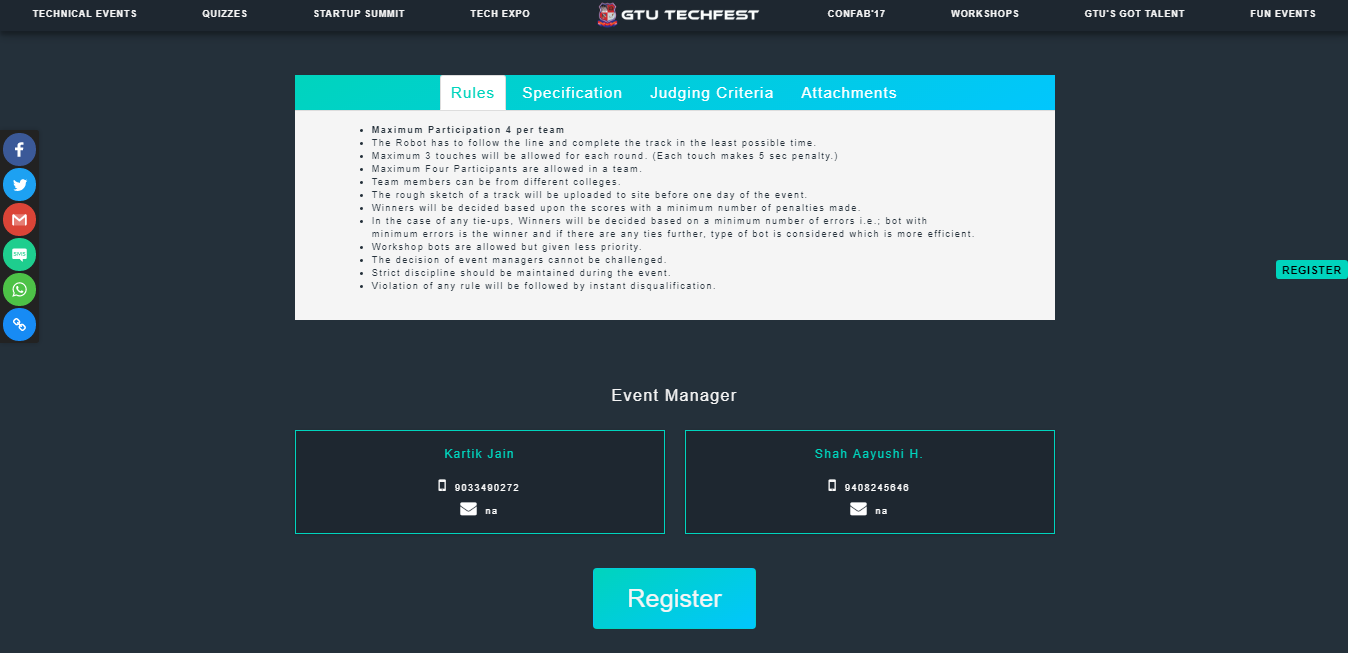 TECHNICAL EVENTS QUIZZES STARTUP SUMMIT TECH EXPO GTU TECHFEST CONFAB'17 WORKSHOPS GTU'S GOT TALENT FUN EVENTS
Rules Specification Judging Criteria Attachments
Maximum Participation 4 per team
The Robot has to follow the line and complete the track in the least possible time.
Maximum 3 touches will be allowed for each round. (Each touch makes 5 sec penalty.)
Maximum Four Participants are allowed in a team.
Team members can be from different colleges.
The rough sketch of a track will be uploaded to site before one day of the event.
Winners will be decided based upon the scores with a minimum number of penalties made.
In the case of any tie-ups, Winners will be decided based on a minimum number of errors i.e.; bot with
minimum errors is the winner and if there are any ties further, type of bot is considered which is more efficient.
Workshop bots are allowed but given less priority.
The decision of event managers cannot be challenged.
Strict discipline should be maintained during the event.
Violation of any rule will be followed by instant disqualification.
SMS
REGISTER
Event Manager
Kartik Jain
9033490272
na
Shah Aayushi H.
9408245646
na
Register